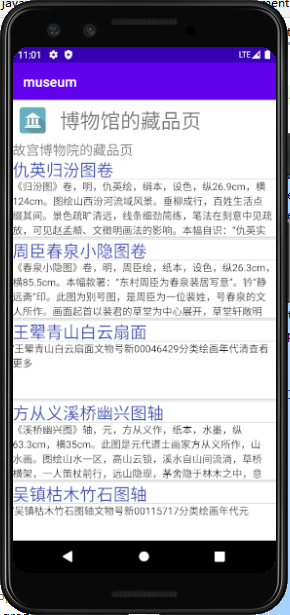 java
11:01
LTE
museum
博物馆的藏品页
故宫博物院的藏品页
仇英归汾图卷
《归汾图》卷，明，仇英绘，绢本，设色，纵26.9cm，横
124cm。图绘山西汾河流域风景。垂柳成行，百姓生活点
缀其间。景色疏旷清远，线条细劲简练，笔法在刻意中见疏
放，可见赵孟頫、文徵明画法的影响。本幅自识：“仇英实
周臣春泉小隐图卷
《春泉小隐图》卷，明，周臣绘，纸本，设色，纵26.3cm，
横85.5cm。本幅款署：“东村周臣为春泉裴居写意”。钤“静
远斋”印。此图为别号图，是周臣为一位装姓，号春泉的文
人所作。画面起首以裴君的草堂为中心展开，草堂轩敞明
王翚青山白云扇面
'王翚青山白云扇面文物号新00046429分类绘画年代清查看
更多
方从义溪桥幽兴图轴
《溪桥幽兴图》轴，元，方从义作，纸本，水墨，纵
63.3cm，横35cm。此图是元代道士画家方从义所作，山
水画。图绘山水一区，高山云锁，溪水自山间流淌，草桥
横架，一人策杖前行，远山隐现，茅舍隐于林木之中，意
吴镇枯木竹石图轴
'吴镇枯木竹石图轴文物号新00115717分类绘画年代元